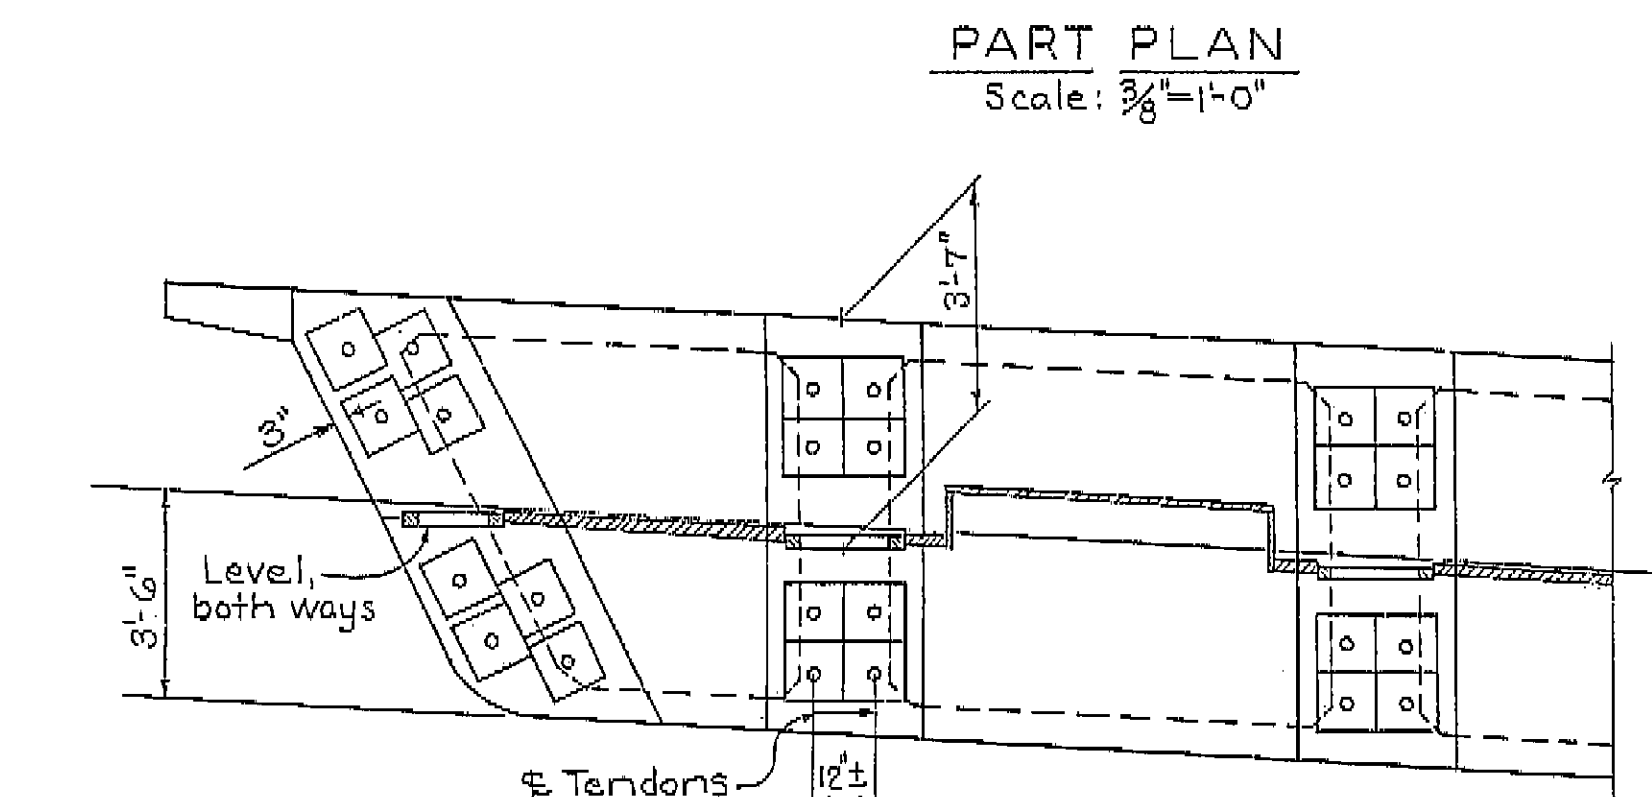 PART PLAN
Scale: 3/8"=1'-0"
3'-7"
3"
Level,
both ways
3'-6"
℄ Tendons
12"±